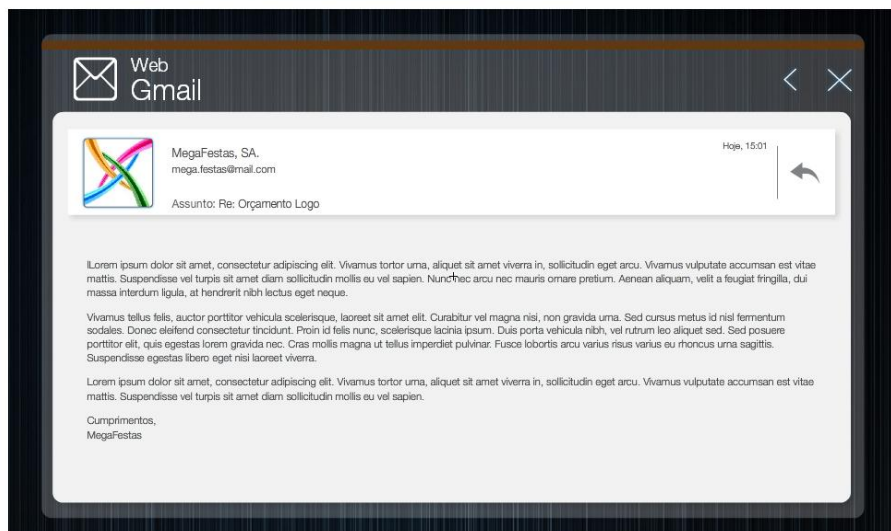 Web
Gmail
MegaFestas, SA.
mega.festas@mail.com
Hoje, 15:01
Assunto: Re: Orçamento Logo
lLorem ipsum dolor sit amet, consectetur adipiscing elit. Vivamus tortor urna, aliquet sit amet viverra in, sollicitudin eget arcu. Vivamus vulputate accumsan est vitae
mattis. Suspendisse vel turpis sit amet diam sollicitudin mollis eu vel sapien. Nunc nec arcu nec mauris ornare pretium. Aenean aliquam, velit a feugiat fringilla, dui
massa interdum ligula, at hendrerit nibh lectus eget neque.
Vivamus tellus felis, auctor porttitor vehicula scelerisque, laoreet sit amet elit. Curabitur vel magna nisi, non gravida urna. Sed cursus metus id nisl fermentum
sodales. Donec eleifend consectetur tincidunt. Proin id felis nunc, scelerisque lacinia ipsum. Duis porta vehicula nibh, vel rutrum leo aliquet sed. Sed posuere
porttitor elit, quis egestas lorem gravida nec. Cras mollis magna ut tellus imperdiet pulvinar. Fusce lobortis arcu varius risus varius eu rhoncus urna sagittis.
Suspendisse egestas libero eget nisi laoreet viverra.
Lorem ipsum dolor sit amet, consectetur adipiscing elit. Vivamus tortor urna, aliquet sit amet viverra in, sollicitudin eget arcu. Vivamus vulputate accumsan est vitae
mattis. Suspendisse vel turpis sit amet diam sollicitudin mollis eu vel sapien.
Cumprimentos,
MegaFestas